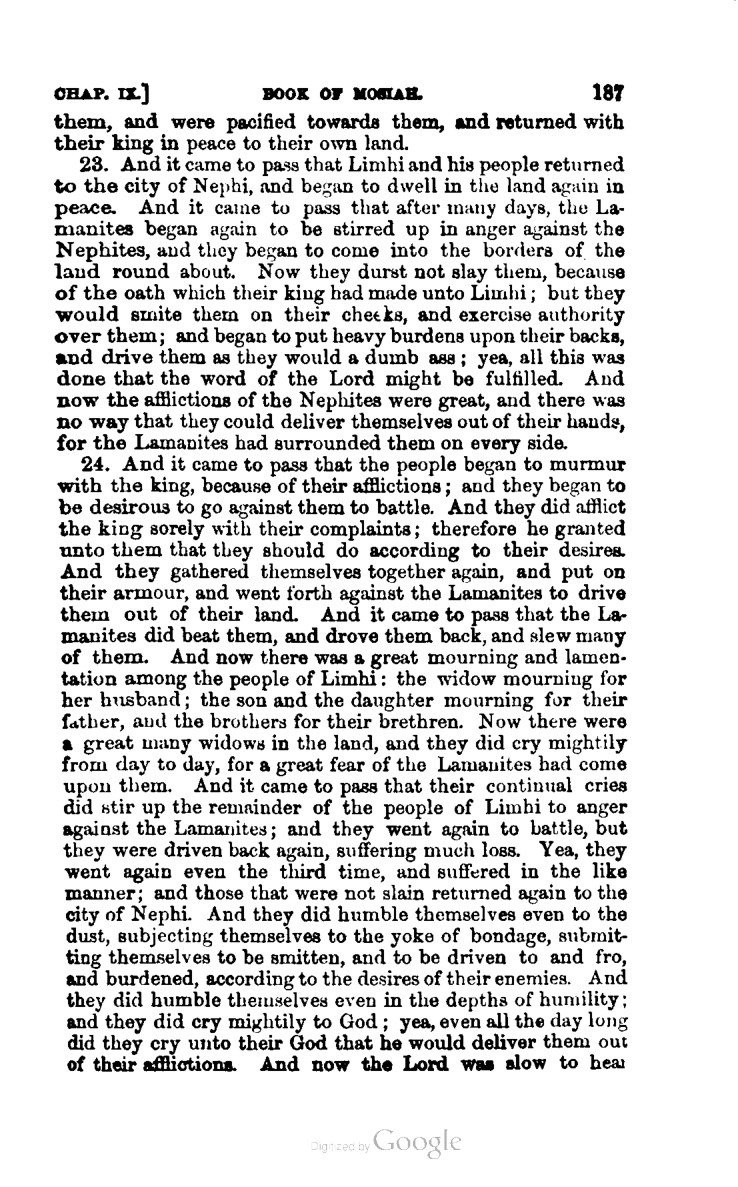 CHAP. IX.] BOOK OF MOSIAH. 187
them, and were pacified towards them, and returned with
their king in peace to their own land.
23. And it came to pass that Limhi and his people returned
to the city of Nephi, and began to dwell in the land again in
peace. And it came to pass that after many days, the La-
manites began again to be stirred up in anger against the
Nephites, and they began to come into the borders of the
land round about. Now they durst not slay them, because
of the oath which their king had made unto Limhi; but they
would smite them on their cheeks, and exercise authority
over them; and began to put heavy burdens upon their backs,
and drive them as they would a dumb ass; yea, all this was
done that the word of the Lord might be fulfilled. And
now the afflictions of the Nephites were great, and there was
no way that they could deliver themselves out of their hands,
for the Lamanites had surrounded them on every side.
24. And it came to pass that the people began to murmur
with the king, because of their afflictions; and they began to
be desirous to go against them to battle. And they did afflict
the king sorely with their complaints; therefore he granted
unto them that they should do according to their desires.
And they gathered themselves together again, and put on
their armour, and went forth against the Lamanites to drive
them out of their land. And it came to pass that the La-
manites did beat them, and drove them back, and slew many
of them. And now there was a great mourning and lamen-
tation among the people of Limhi: the widow mourning for
her husband; the son and the daughter mourning for their
father, and the brothers for their brethren. Now there were
a great many widows in the land, and they did cry mightily
from day to day, for a great fear of the Lamanites had come
upon them. And it came to pass that their continual cries
did stir up the remainder of the people of Limhi to anger
against the Lamanites; and they went again to battle, but
they were driven back again, suffering much loss. Yea, they
went again even the third time, and suffered in the like
manner; and those that were not slain returned again to the
city of Nephi. And they did humble themselves even to the
dust, subjecting themselves to the yoke of bondage, submit-
ting themselves to be smitten, and to be driven to and fro,
and burdened, according to the desires of their enemies. And
they did humble themselves even in the depths of humility;
and they did cry mightily to God; yea, even all the day long
did they cry unto their God that he would deliver them out
of their afflictions. And now the Lord was slow to hear
Digitized by Google